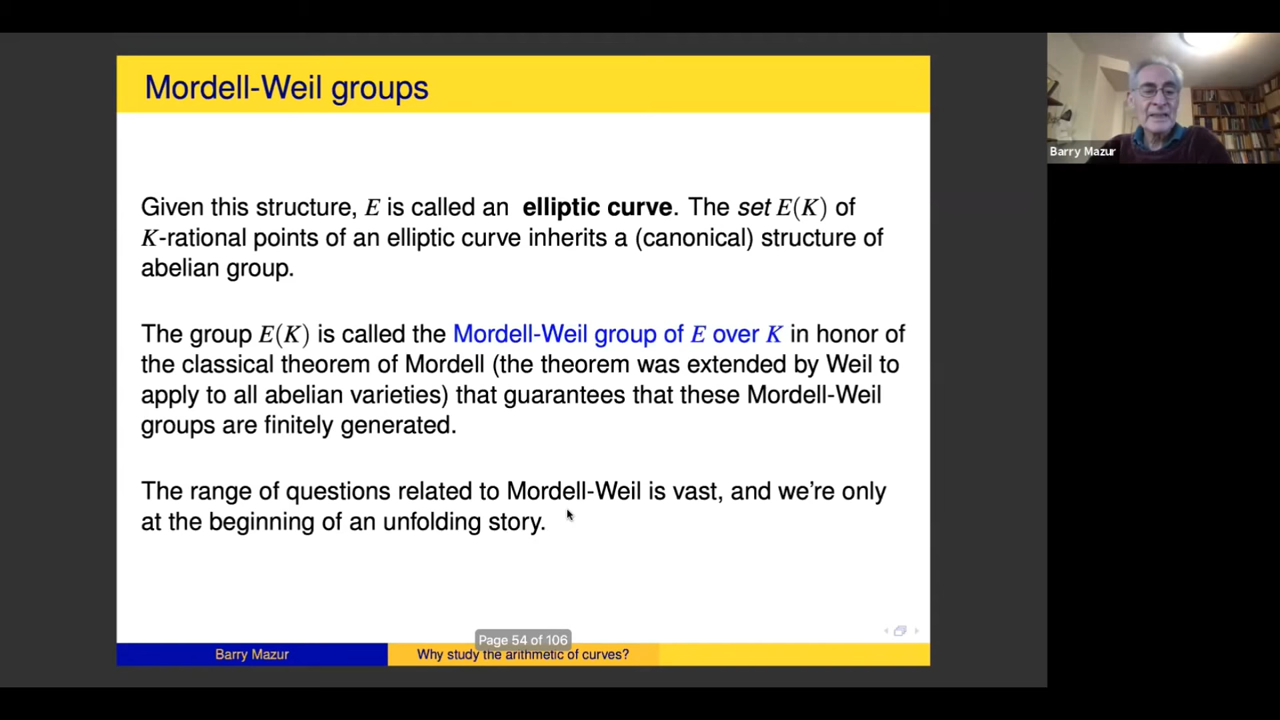 Mordell-Weil groups
Given this structure, E is called an elliptic curve. The set E(K) of
K-rational points of an elliptic curve inherits a (canonical) structure of
abelian group.
The group E(K) is called the Mordell-Weil group of E over K in honor of
the classical theorem of Mordell (the theorem was extended by Weil to
apply to all abelian varieties) that guarantees that these Mordell-Weil
groups are finitely generated.
The range of questions related to Mordell-Weil is vast, and we're only
at the beginning of an unfolding story.
Page 54 of 106
Barry Mazur
Why study the arithmetic of curves?
Barry Mazur